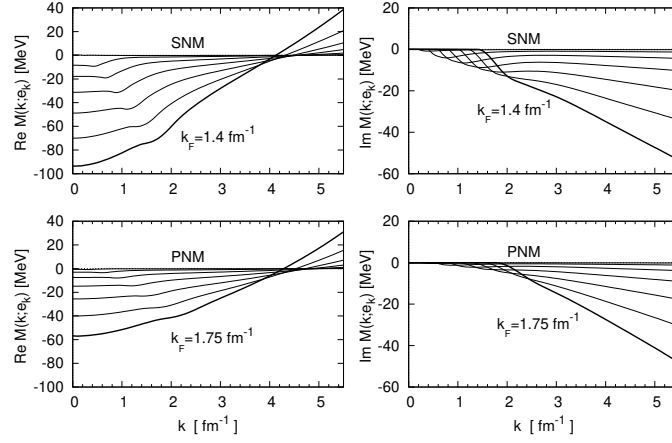 40
20
0
-20
-40
-60
-80
-100
Re M(k;e_k) [MeV]
SNM
k_F=1.4 fm^-1
0 1 2 3 4 5
20
0
-20
-40
-60
Im M(k;e_k) [MeV]
SNM
k_F=1.4 fm^-1
0 1 2 3 4 5
40
20
0
-20
-40
-60
-80
-100
Re M(k;e_k) [MeV]
PNM
k_F=1.75 fm^-1
0 1 2 3 4 5
k [ fm^-1]
20
0
-20
-40
-60
Im M(k;e_k) [MeV]
PNM
k_F=1.75 fm^-1
0 1 2 3 4 5
k [ fm^-1]